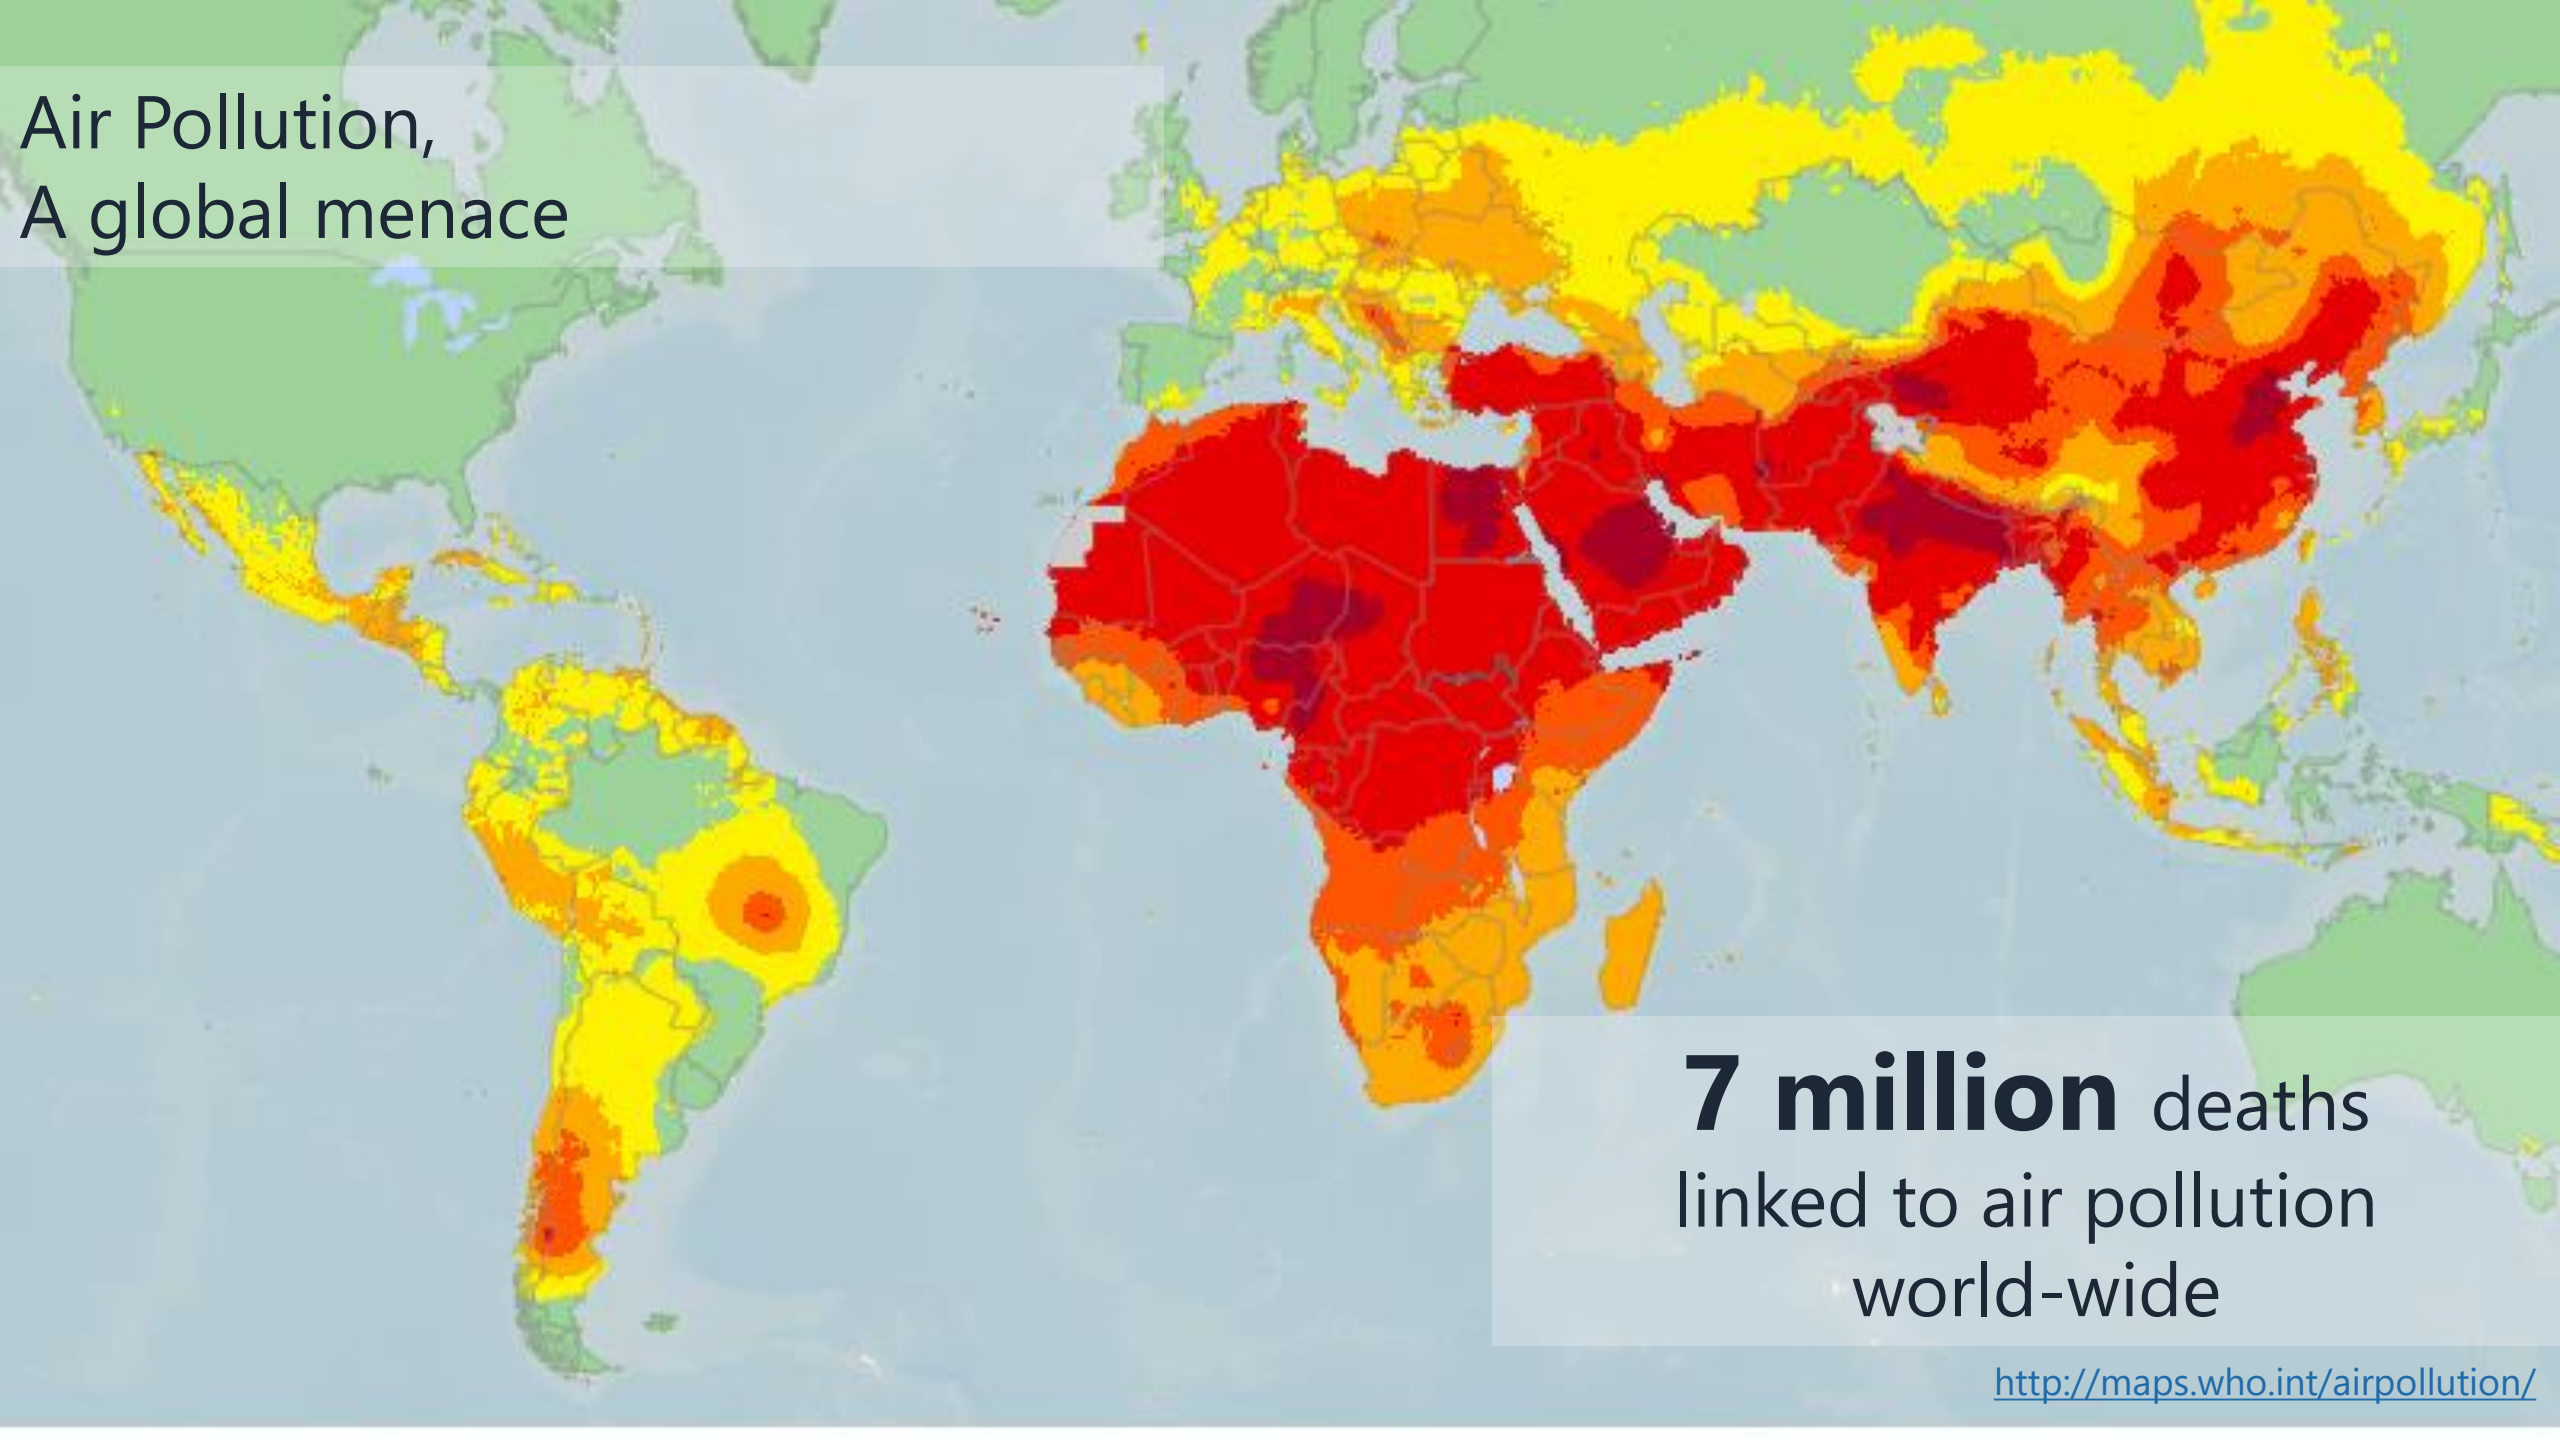 Air Pollution,
A global menace
7 million deaths
linked to air pollution
world-wide
http://maps.who.int/airpollution/